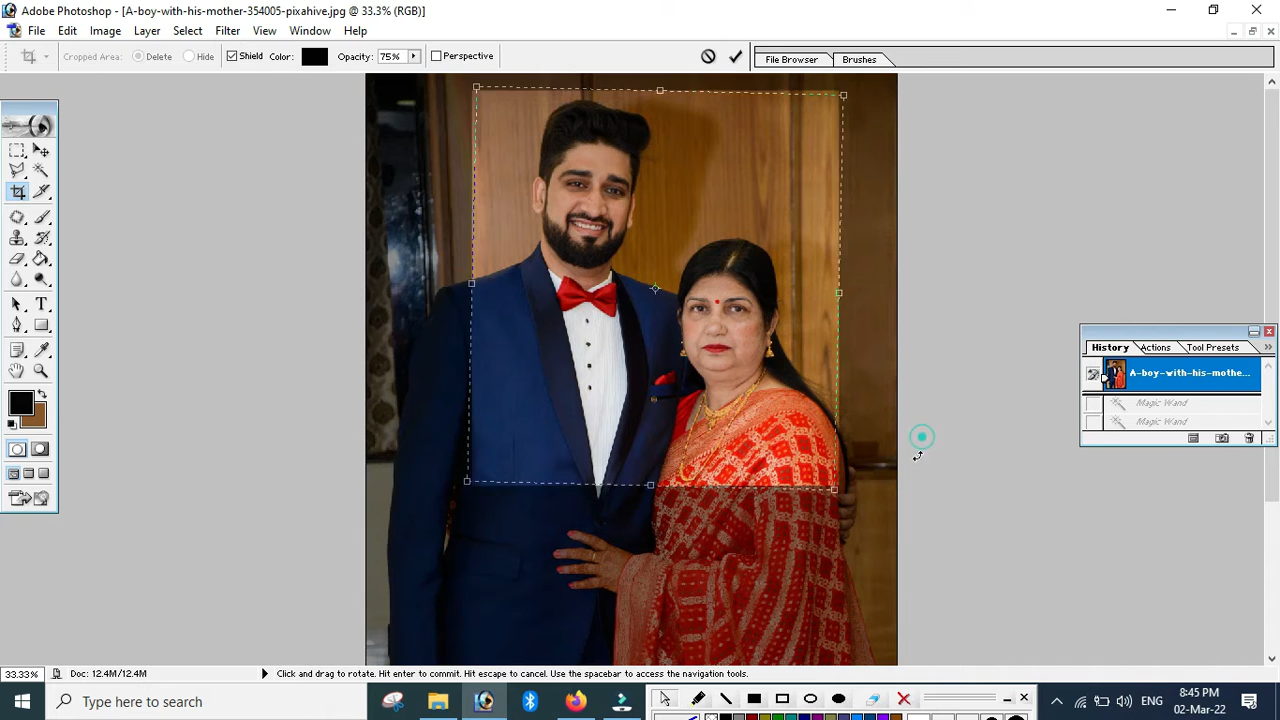 Adobe Photoshop - [A-boy-with-his-mother-354005-pixahive.jpg @ 33.3% (RGB)]
File Edit Image Layer Select Filter View Window Help
Cropped Area: Delete Hide Shield Color: Opacity: 75% Perspective File Browser Brushes
History Actions Tool Presets
A-boy-with-his-mothe...
Magic Wand
Magic Wand
33.33% Doc: 12.4M/12.4M Click and drag to rotate. Hit enter to commit. Hit escape to cancel. Use the spacebar to access the navigation tools.
Type here to search
ENG
8:45 PM
02-Mar-22